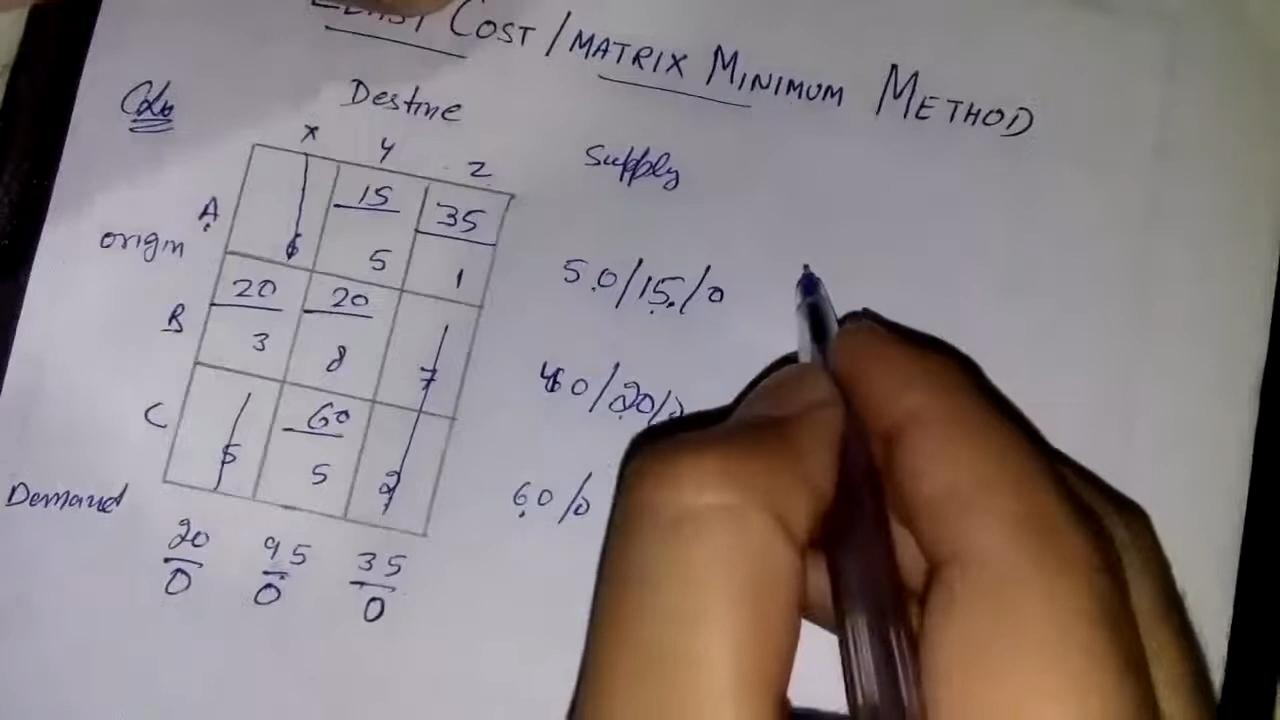 COST / MATRIX MINIMUM METHOD
Destine
Supply
x y z
A 6 15 5 35 1 50/15/0
origin
B 20 3 20 8 7 40/20/0
C 5 60 5 2 60/0
Demand 20 95 35
0 0 0